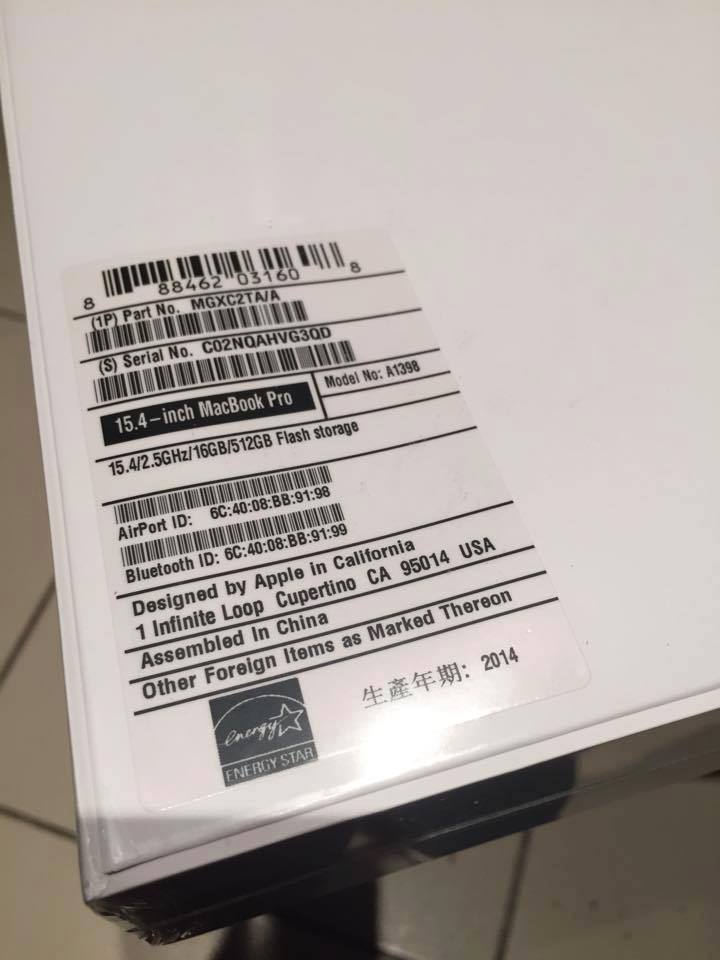 8 88462 03160 8
(1P) Part No. MGXC2TA/A
(S) Serial No. C02NQAHVG3QD
15.4-inch MacBook Pro
Model No: A1398
15.4/2.5GHz/16GB/512GB Flash storage
AirPort ID: 6C:40:08:BB:91:98
Bluetooth ID: 6C:40:08:BB:91:99
Designed by Apple in California
1 Infinite Loop Cupertino CA 95014 USA
Assembled In China
Other Foreign Items as Marked Thereon
energy
ENERGY STAR
生產年期: 2014